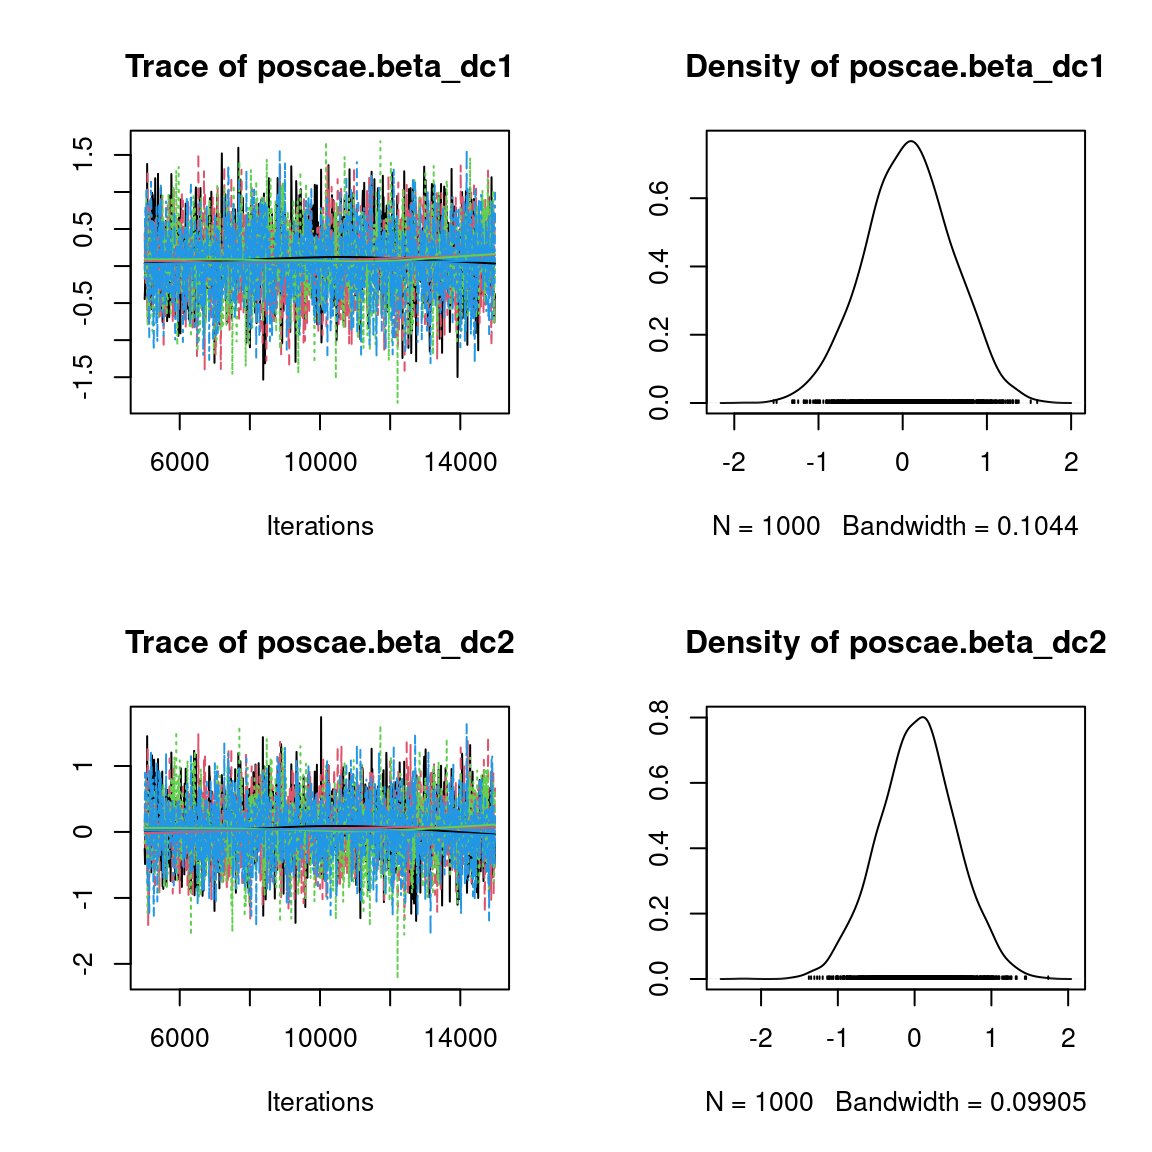 Trace of poscae.beta_dc1
1.5
0.5
-0.5
-1.5
6000 10000 14000
Iterations
Density of poscae.beta_dc1
0.6
0.4
0.2
0.0
-2 -1 0 1 2
N = 1000 Bandwidth = 0.1044
Trace of poscae.beta_dc2
1
0
-1
-2
6000 10000 14000
Iterations
Density of poscae.beta_dc2
0.8
0.6
0.4
0.2
0.0
-2 -1 0 1 2
N = 1000 Bandwidth = 0.09905